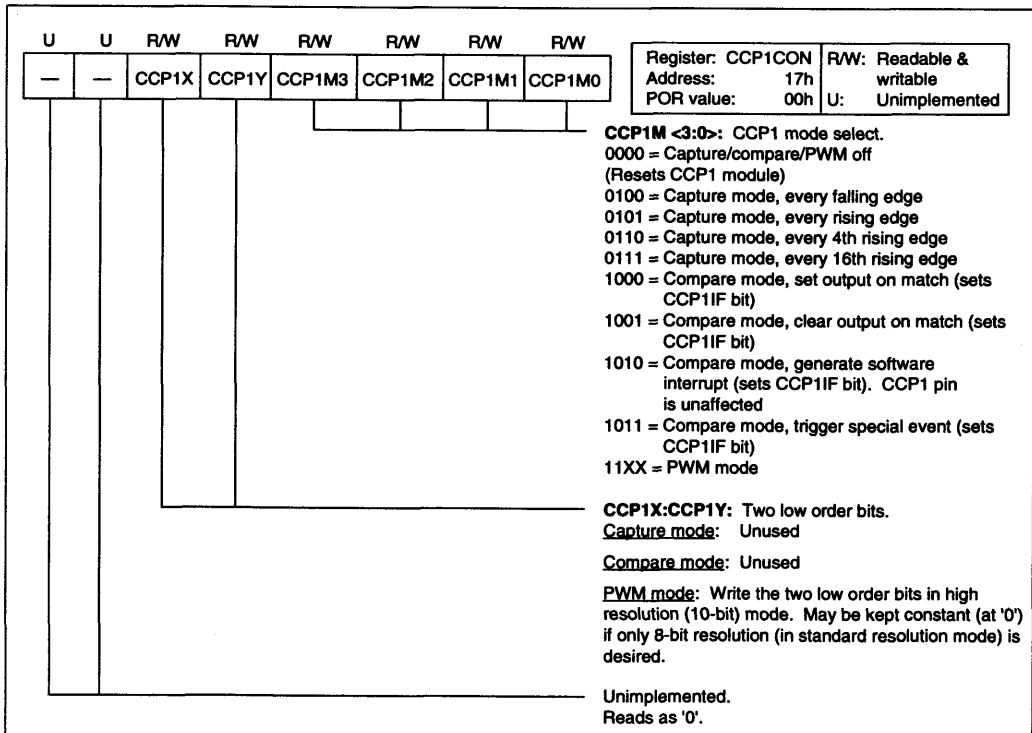 U U R/W R/W R/W R/W R/W R/W
— — CCP1X CCP1Y CCP1M3 CCP1M2 CCP1M1 CCP1M0
Register: CCP1CON
Address: 17h
POR value: 00h
R/W: Readable &
writable
U: Unimplemented
CCP1M <3:0>: CCP1 mode select.
0000 = Capture/compare/PWM off
(Resets CCP1 module)
0100 = Capture mode, every falling edge
0101 = Capture mode, every rising edge
0110 = Capture mode, every 4th rising edge
0111 = Capture mode, every 16th rising edge
1000 = Compare mode, set output on match (sets
CCP1IF bit)
1001 = Compare mode, clear output on match (sets
CCP1IF bit)
1010 = Compare mode, generate software
interrupt (sets CCP1IF bit). CCP1 pin
is unaffected
1011 = Compare mode, trigger special event (sets
CCP1IF bit)
11XX = PWM mode
CCP1X:CCP1Y: Two low order bits.
Capture mode: Unused
Compare mode: Unused
PWM mode: Write the two low order bits in high
resolution (10-bit) mode. May be kept constant (at '0')
if only 8-bit resolution (in standard resolution mode) is
desired.
Unimplemented.
Reads as '0'.